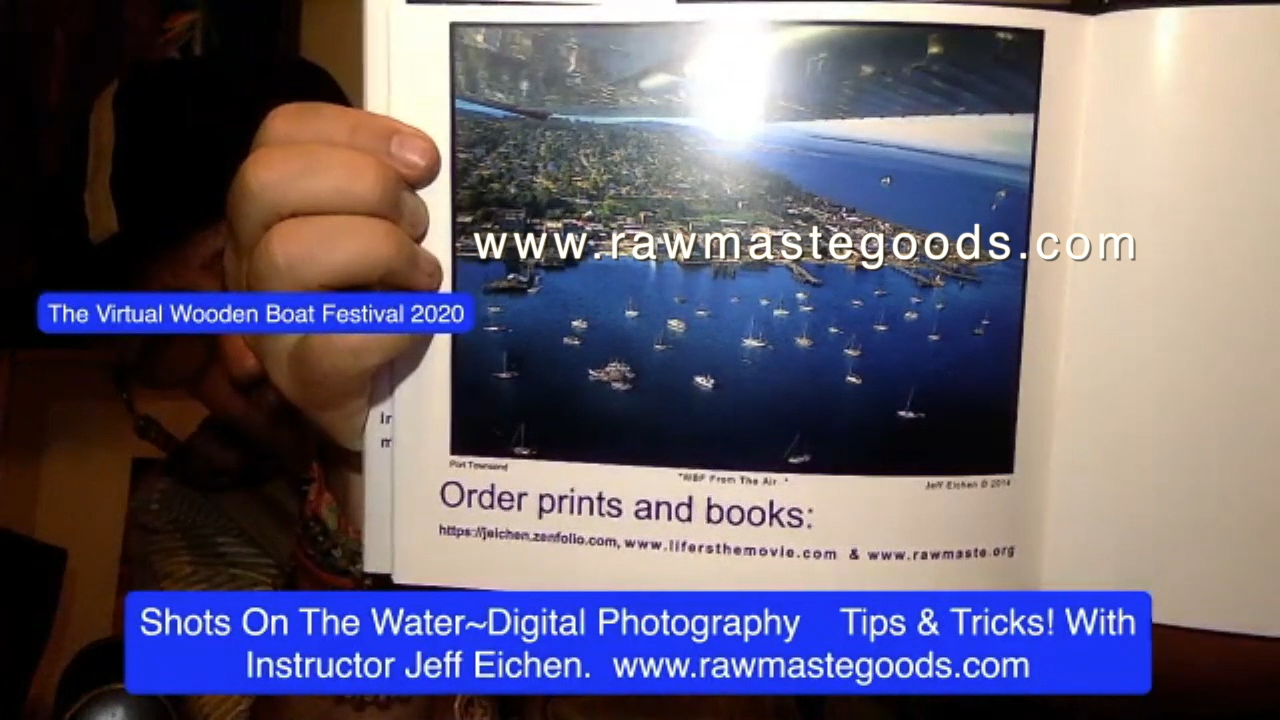 www.rawmastegoods.com
The Virtual Wooden Boat Festival 2020
Ir
m
Port Townsend
"WBF From The Air."
Jeff Eichen © 2014
Order prints and books:
https://jeichen.zenfolio.com, www.lifersthemovie.com & www.rawmaste.org
Shots On The Water~Digital Photography Tips & Tricks! With
Instructor Jeff Eichen. www.rawmastegoods.com